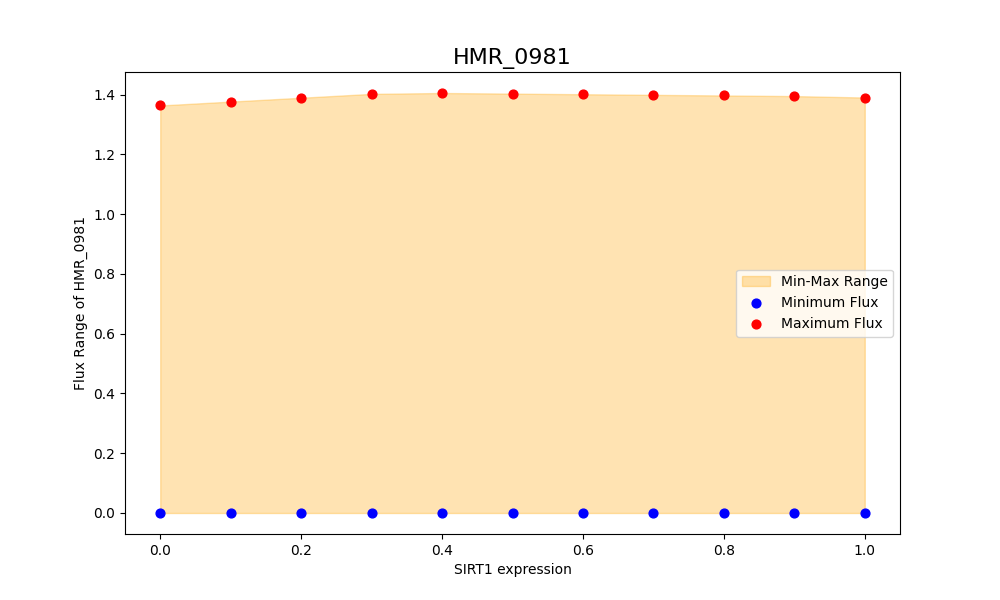 HMR_0981
Flux Range of HMR_0981
1.4
1.2
1.0
0.8
0.6
0.4
0.2
0.0
Min-Max Range
Minimum Flux
Maximum Flux
0.0 0.2 0.4 0.6 0.8 1.0
SIRT1 expression